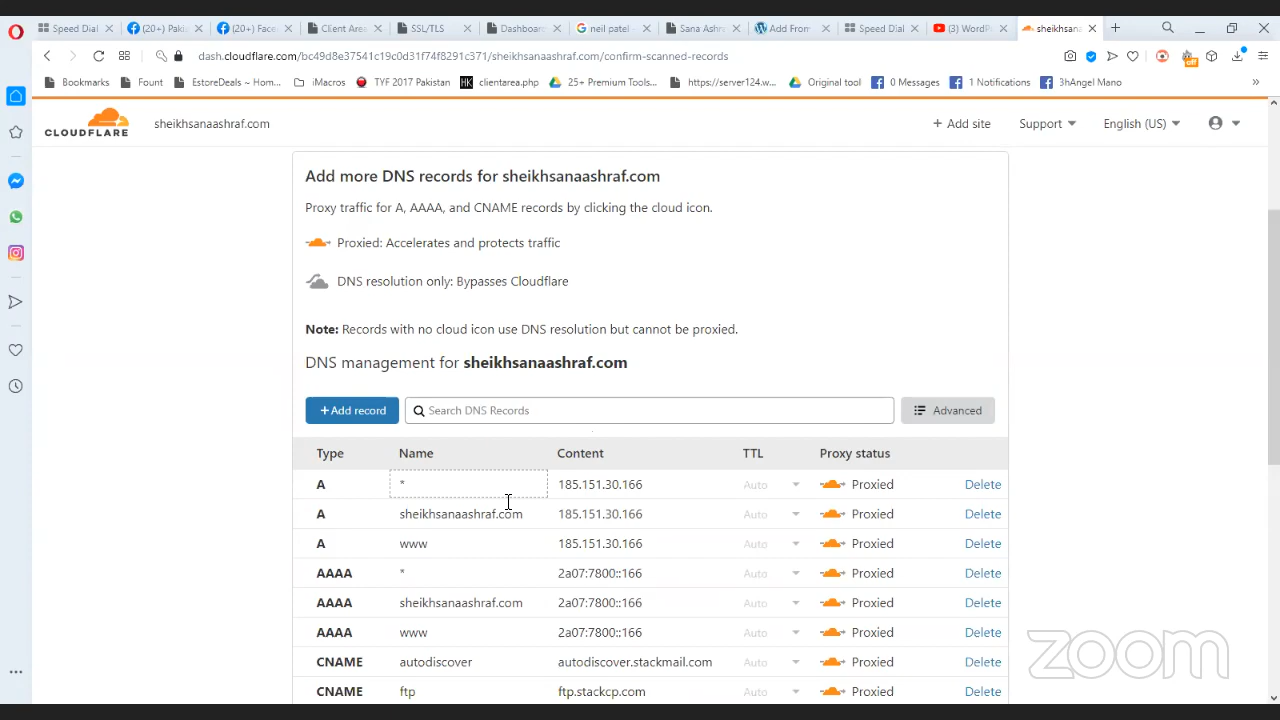 Speed Dial
(20+) Paki
(20+) Face
Client Area
SSL/TLS
Dashboard
neil patel
Sana Ashra
Add From
Speed Dial
(3) WordP
sheikhsana
dash.cloudflare.com/bc49d8e37541c19c0d31f74f8291c371/sheikhsanaashraf.com/confirm-scanned-records
off
Bookmarks
Fount
EstoreDeals ~ Hom...
iMacros
TYF 2017 Pakistan
HK
clientarea.php
25+ Premium Tools...
https://server124.w...
Original tool
0 Messages
1 Notifications
3hAngel Mano
»
CLOUDFLARE
sheikhsanaashraf.com
+ Add site
Support
English (US)
Add more DNS records for sheikhsanaashraf.com
Proxy traffic for A, AAAA, and CNAME records by clicking the cloud icon.
Proxied: Accelerates and protects traffic
DNS resolution only: Bypasses Cloudflare
Note: Records with no cloud icon use DNS resolution but cannot be proxied.
DNS management for sheikhsanaashraf.com
+Add record
Search DNS Records
Advanced
Type Name Content TTL Proxy status
A * 185.151.30.166 Auto Proxied Delete
A sheikhsanaashraf.com 185.151.30.166 Auto Proxied Delete
A www 185.151.30.166 Auto Proxied Delete
AAAA * 2a07:7800::166 Auto Proxied Delete
AAAA sheikhsanaashraf.com 2a07:7800::166 Auto Proxied Delete
AAAA www 2a07:7800::166 Auto Proxied Delete
CNAME autodiscover autodiscover.stackmail.com Auto Proxied Delete
CNAME ftp ftp.stackcp.com Auto Proxied Delete
zoom